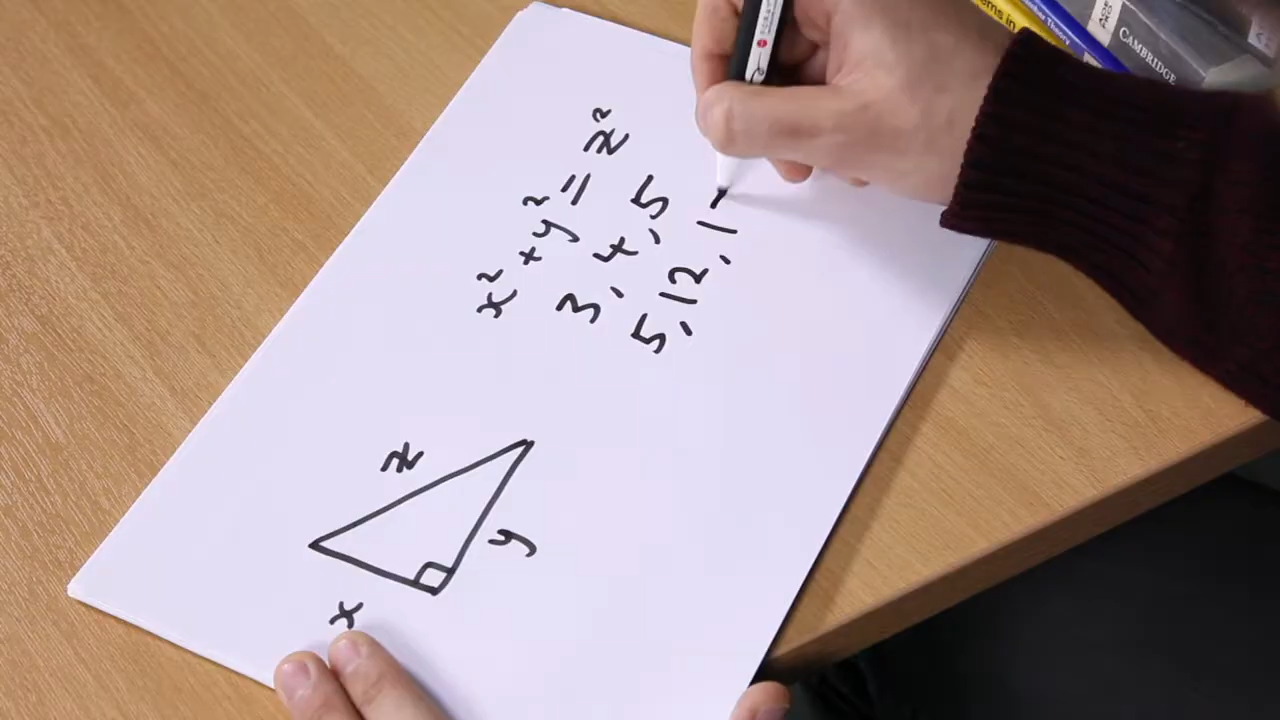 x² + y² = z²
3, 4, 5
5, 12, 1
z
y
x
CAMBRIDGE